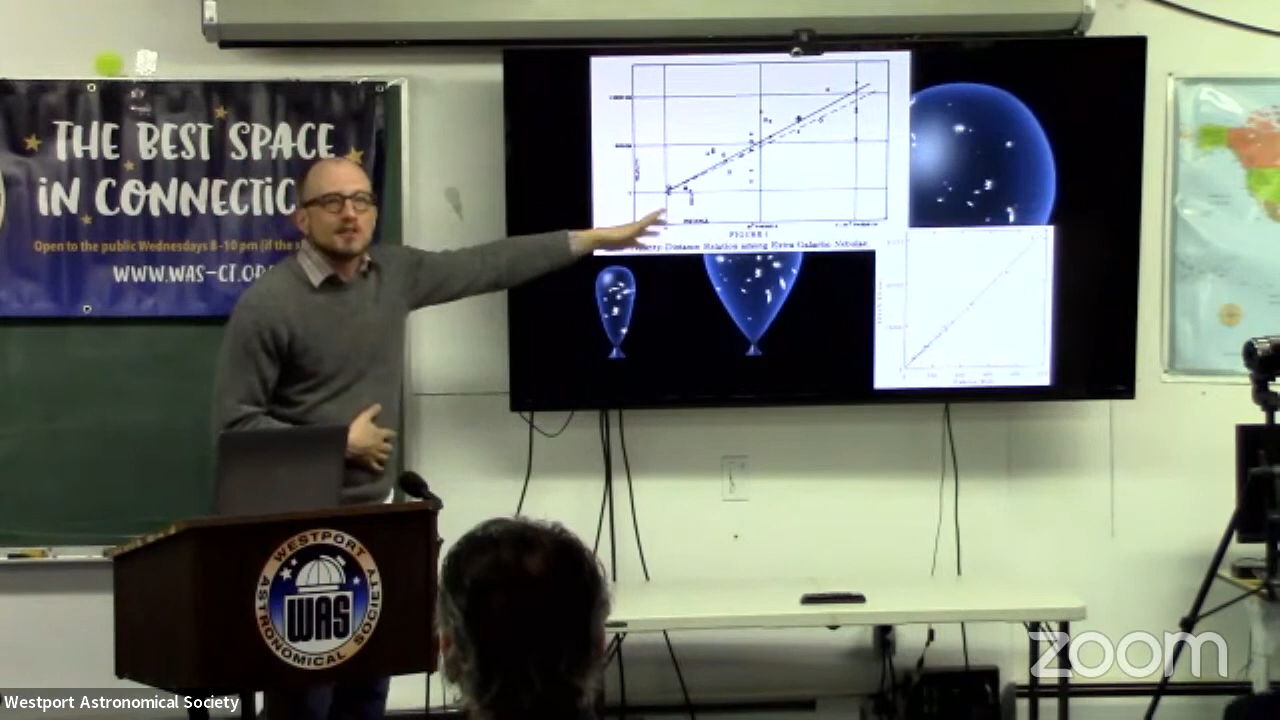 THE BEST SPACE
IN CONNECTIC
Open to the public Wednesdays 8-10 pm (if the s
WWW.WAS-CT.OR
FIGURE 1
Velocity-Distance Relation among Extra-Galactic Nebulae
WESTPORT
ASTRONOMICAL SOCIETY
WAS
zoom
Westport Astronomical Society